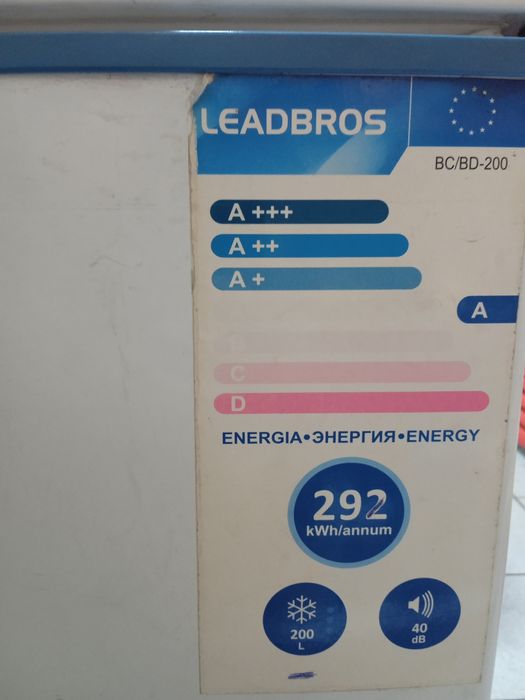 LEADBROS
BC/BD-200
A +++
A ++
A +
A
C
D
ENERGIA•ЭНЕРГИЯ•ENERGY
292
kWh/annum
200
L
40
dB